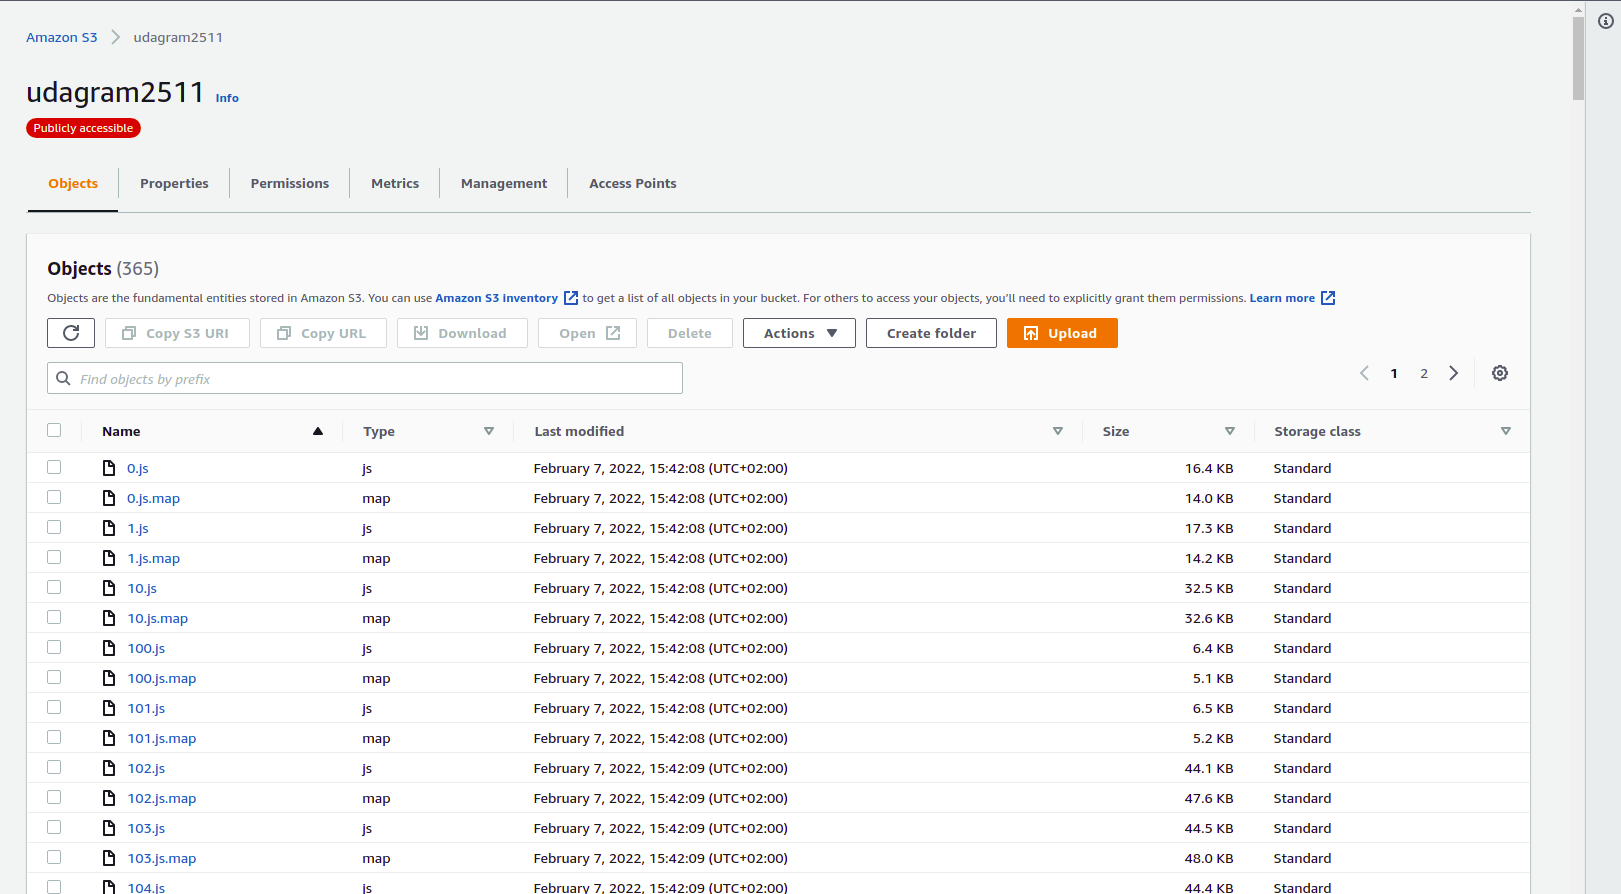 Amazon S3 > udagram2511
udagram2511 Info
Publicly accessible
Objects Properties Permissions Metrics Management Access Points
Objects (365)
Objects are the fundamental entities stored in Amazon S3. You can use Amazon S3 inventory to get a list of all objects in your bucket. For others to access your objects, you'll need to explicitly grant them permissions. Learn more
Copy S3 URI Copy URL Download Open Delete Actions Create folder Upload
Find objects by prefix
1 2
Name Type Last modified Size Storage class
0.js js February 7, 2022, 15:42:08 (UTC+02:00) 16.4 KB Standard
0.js.map map February 7, 2022, 15:42:08 (UTC+02:00) 14.0 KB Standard
1.js js February 7, 2022, 15:42:08 (UTC+02:00) 17.3 KB Standard
1.js.map map February 7, 2022, 15:42:08 (UTC+02:00) 14.2 KB Standard
10.js js February 7, 2022, 15:42:08 (UTC+02:00) 32.5 KB Standard
10.js.map map February 7, 2022, 15:42:08 (UTC+02:00) 32.6 KB Standard
100.js js February 7, 2022, 15:42:08 (UTC+02:00) 6.4 KB Standard
100.js.map map February 7, 2022, 15:42:08 (UTC+02:00) 5.1 KB Standard
101.js js February 7, 2022, 15:42:08 (UTC+02:00) 6.5 KB Standard
101.js.map map February 7, 2022, 15:42:08 (UTC+02:00) 5.2 KB Standard
102.js js February 7, 2022, 15:42:09 (UTC+02:00) 44.1 KB Standard
102.js.map map February 7, 2022, 15:42:09 (UTC+02:00) 47.6 KB Standard
103.js js February 7, 2022, 15:42:09 (UTC+02:00) 44.5 KB Standard
103.js.map map February 7, 2022, 15:42:09 (UTC+02:00) 48.0 KB Standard
104.js js February 7, 2022, 15:42:09 (UTC+02:00) 44.4 KB Standard